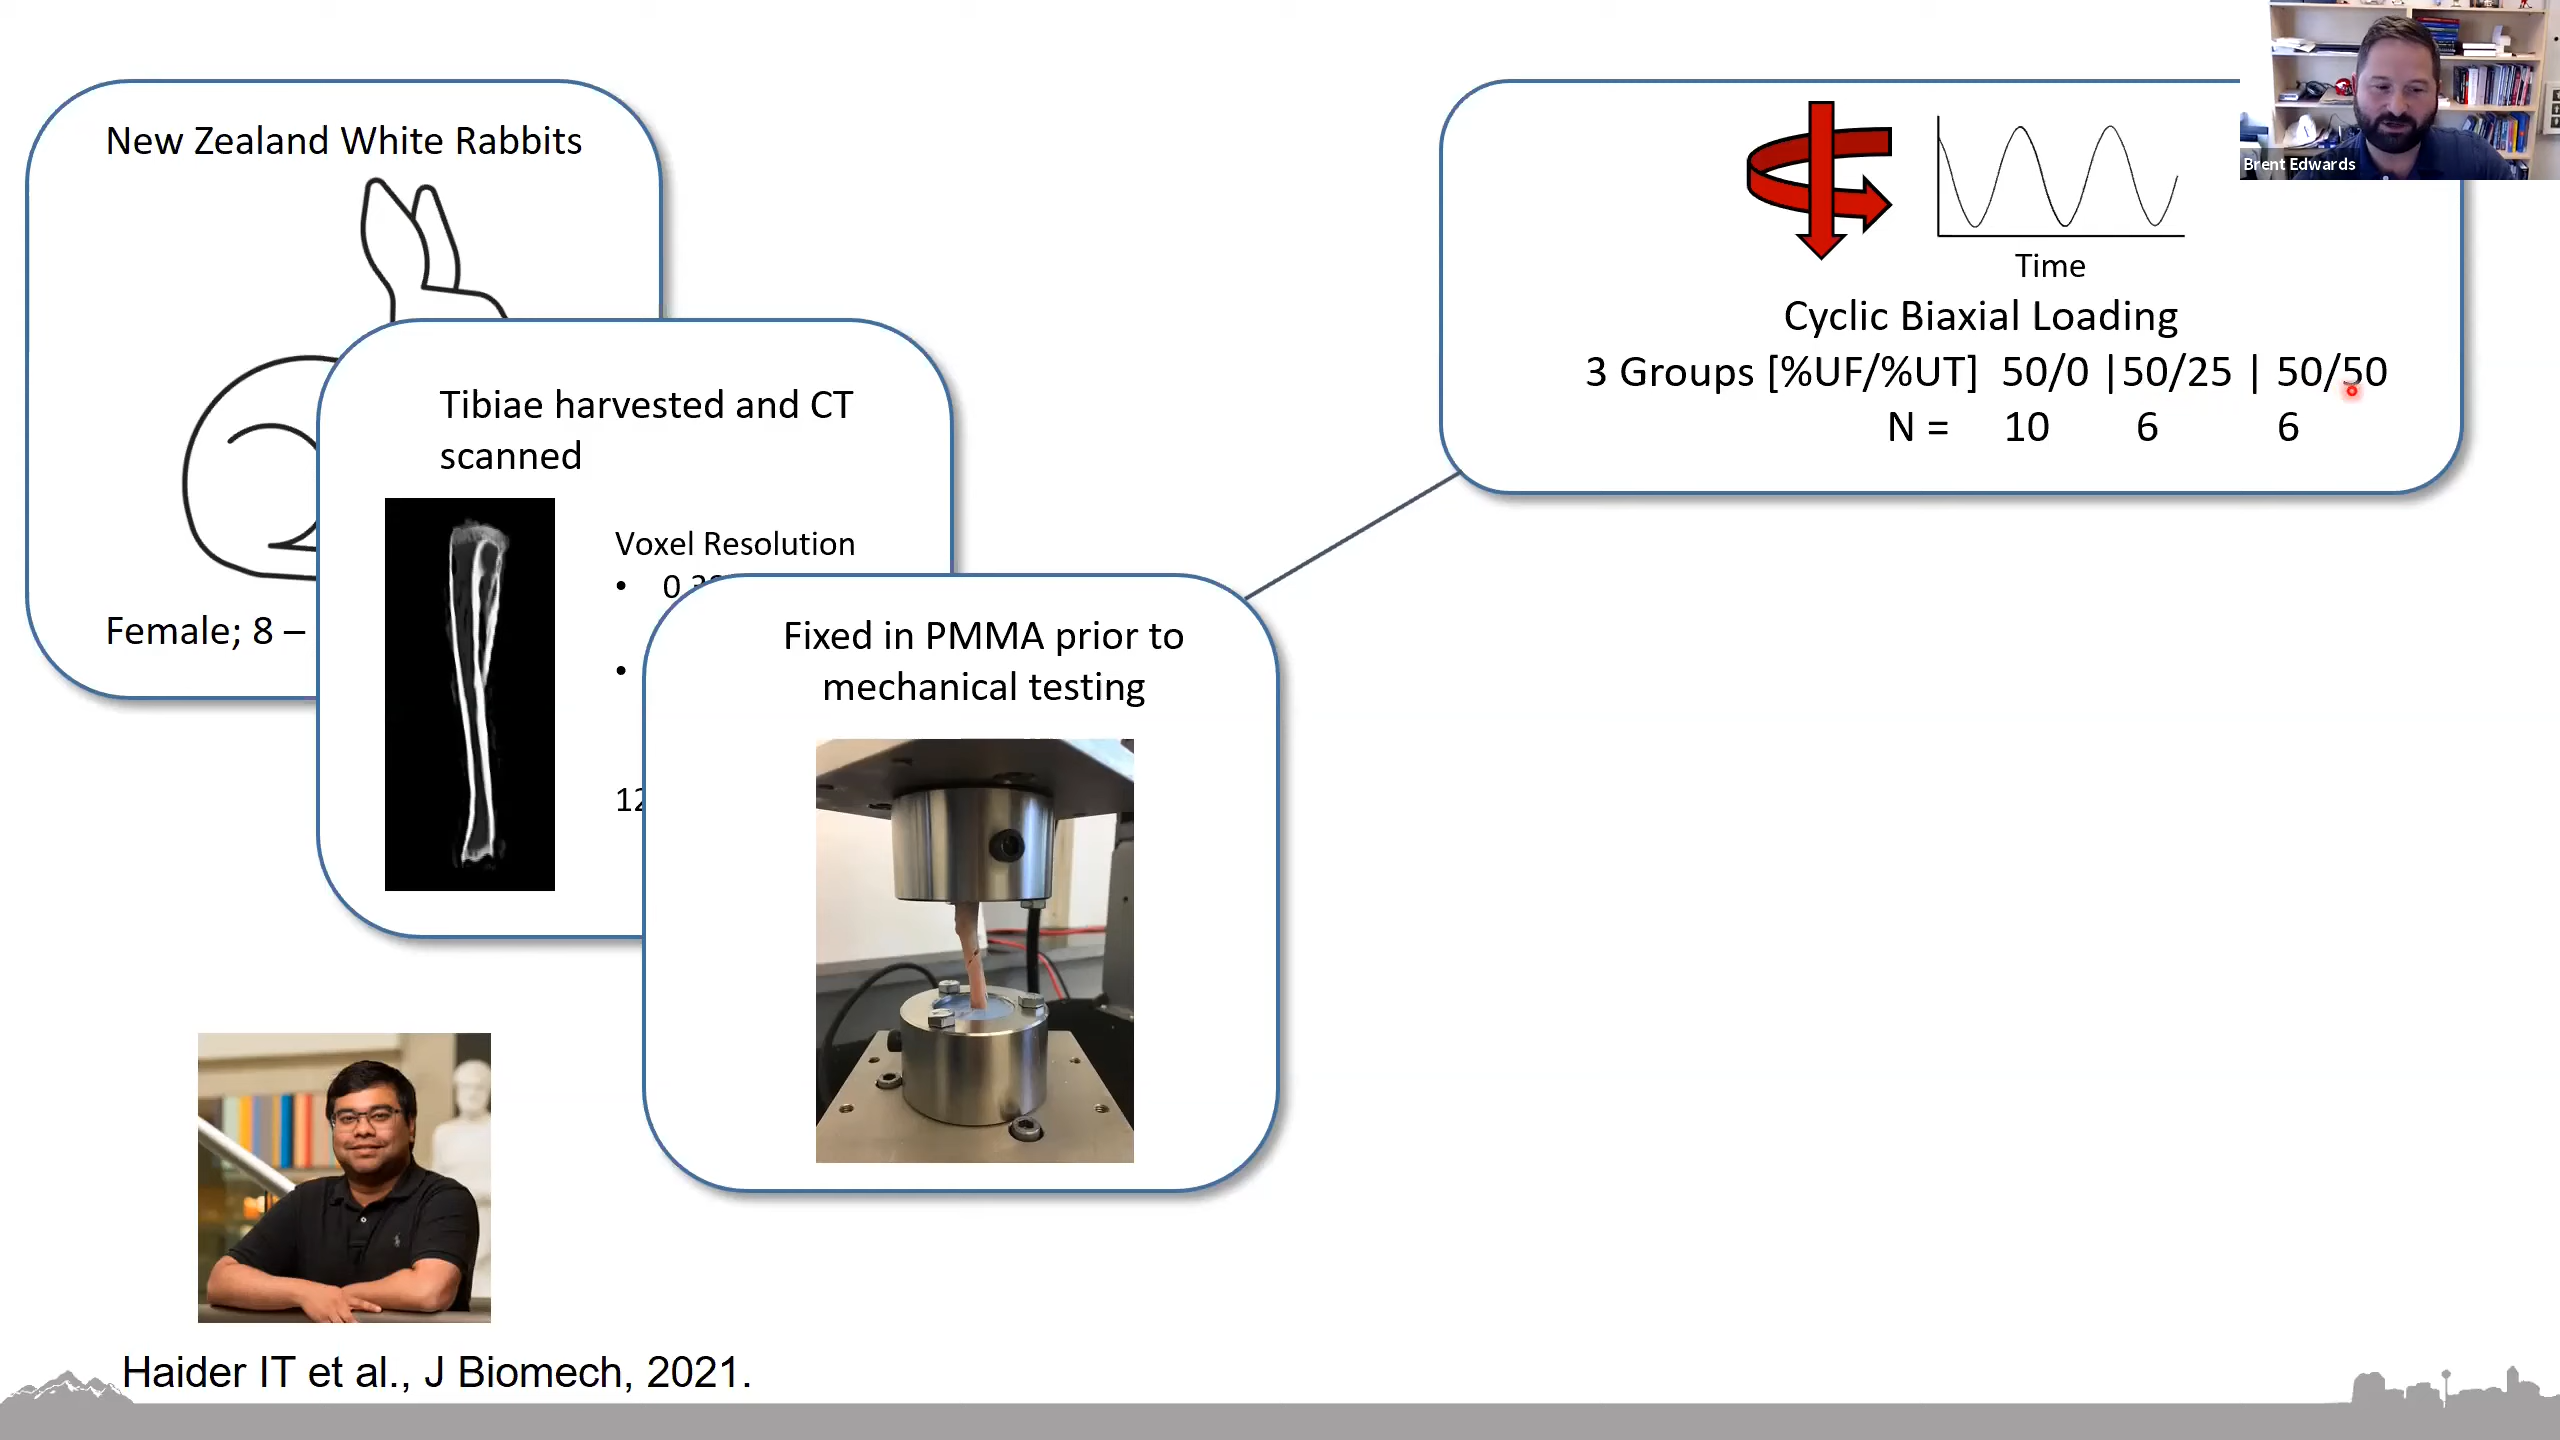 New Zealand White Rabbits
Female; 8 –
Tibiae harvested and CT
scanned
Voxel Resolution
•
•
Fixed in PMMA prior to
mechanical testing
Time
Cyclic Biaxial Loading
3 Groups [%UF/%UT] 50/0 |50/25 | 50/50
N = 10 6 6
Brent Edwards
Haider IT et al., J Biomech, 2021.